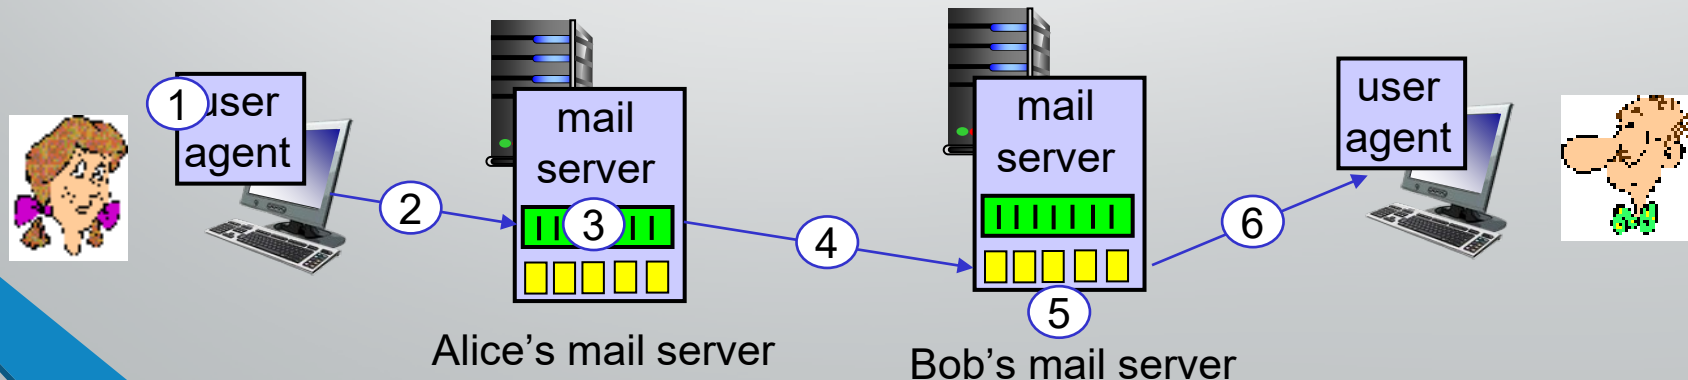 1
user
agent
2
mail
server
3
Alice's mail server
4
mail
server
5
Bob's mail server
6
user
agent